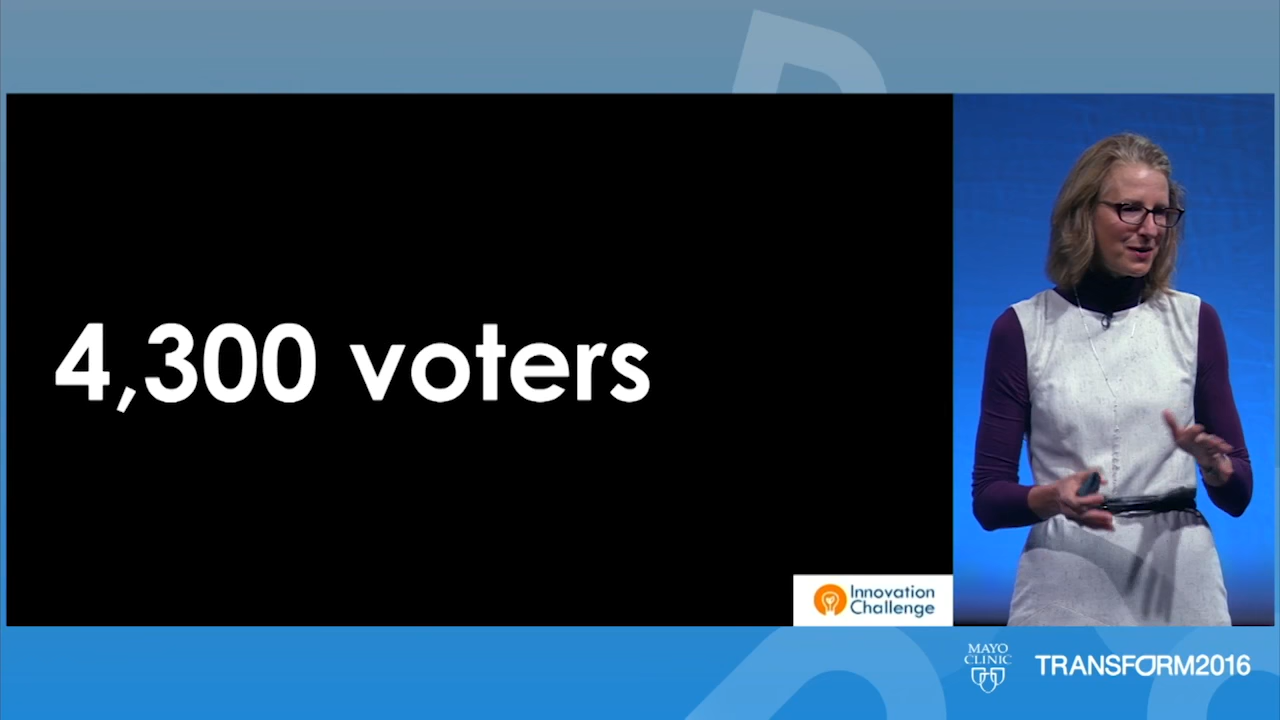 4,300 voters
Innovation
Challenge
MAYO
CLINIC
TRANSFORM2016